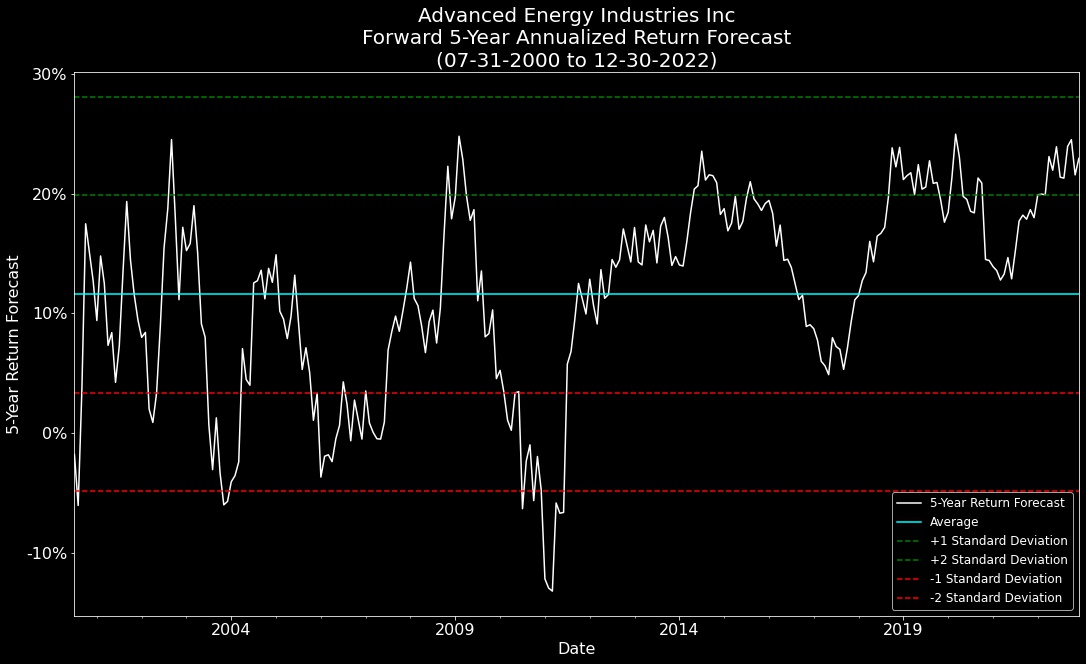 Advanced Energy Industries Inc
Forward 5-Year Annualized Return Forecast
(07-31-2000 to 12-30-2022)
30%
20%
10%
0%
-10%
5-Year Return Forecast
2004
2009
2014
2019
Date
5-Year Return Forecast
Average
+1 Standard Deviation
+2 Standard Deviation
-1 Standard Deviation
-2 Standard Deviation